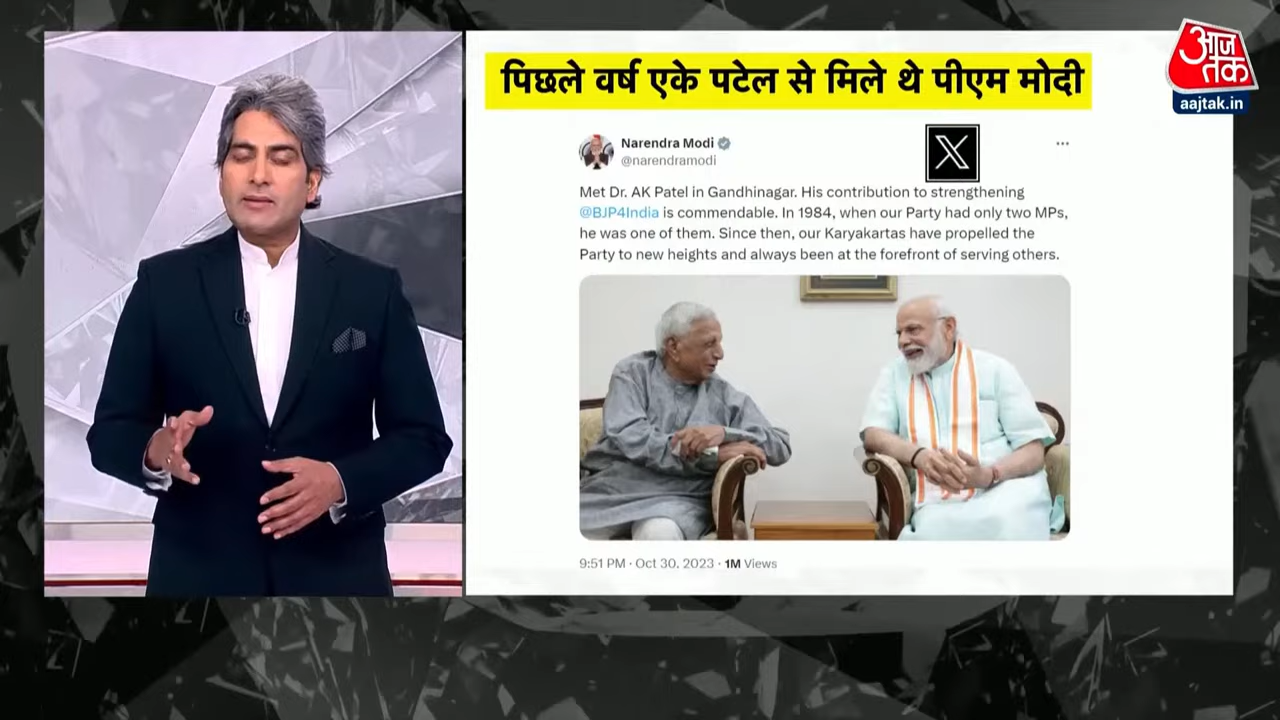 पिछले वर्ष एके पटेल से मिले थे पीएम मोदी
आज
तक
aajtak.in
Narendra Modi
@narendramodi
X
Met Dr. AK Patel in Gandhinagar. His contribution to strengthening
@BJP4India is commendable. In 1984, when our Party had only two MPs,
he was one of them. Since then, our Karyakartas have propelled the
Party to new heights and always been at the forefront of serving others.
9:51 PM · Oct 30, 2023 · 1M Views